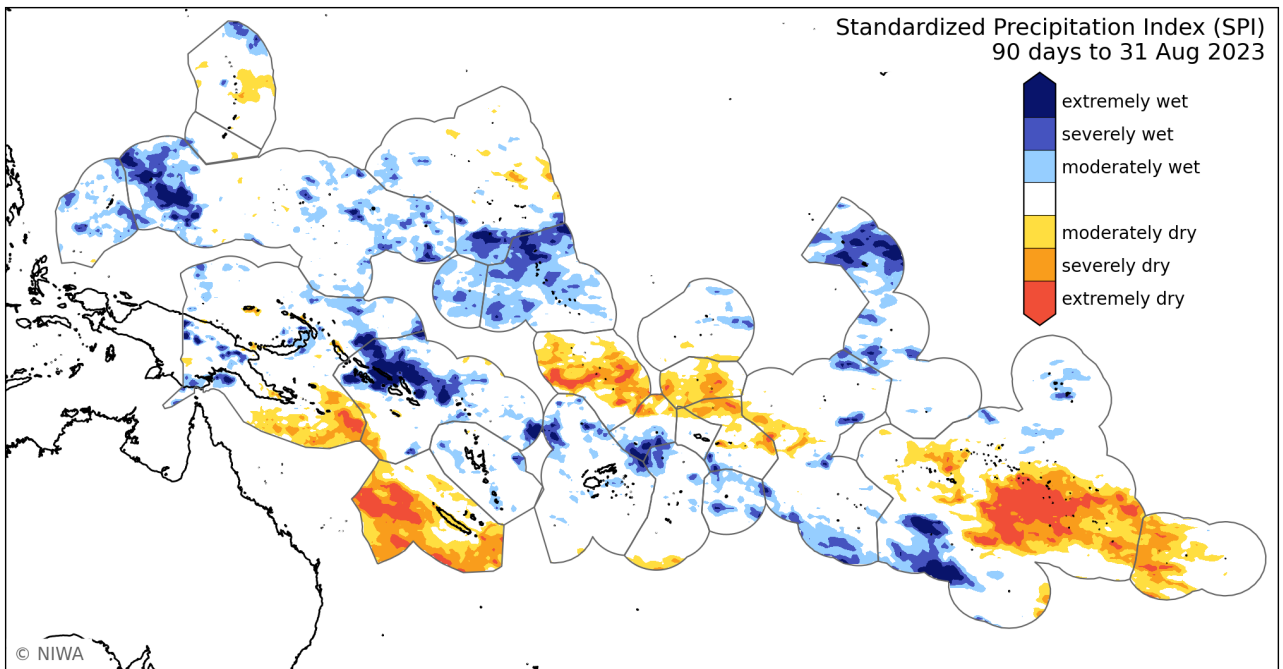 Standardized Precipitation Index (SPI)
90 days to 31 Aug 2023
extremely wet
severely wet
moderately wet
moderately dry
severely dry
extremely dry
© NIWA